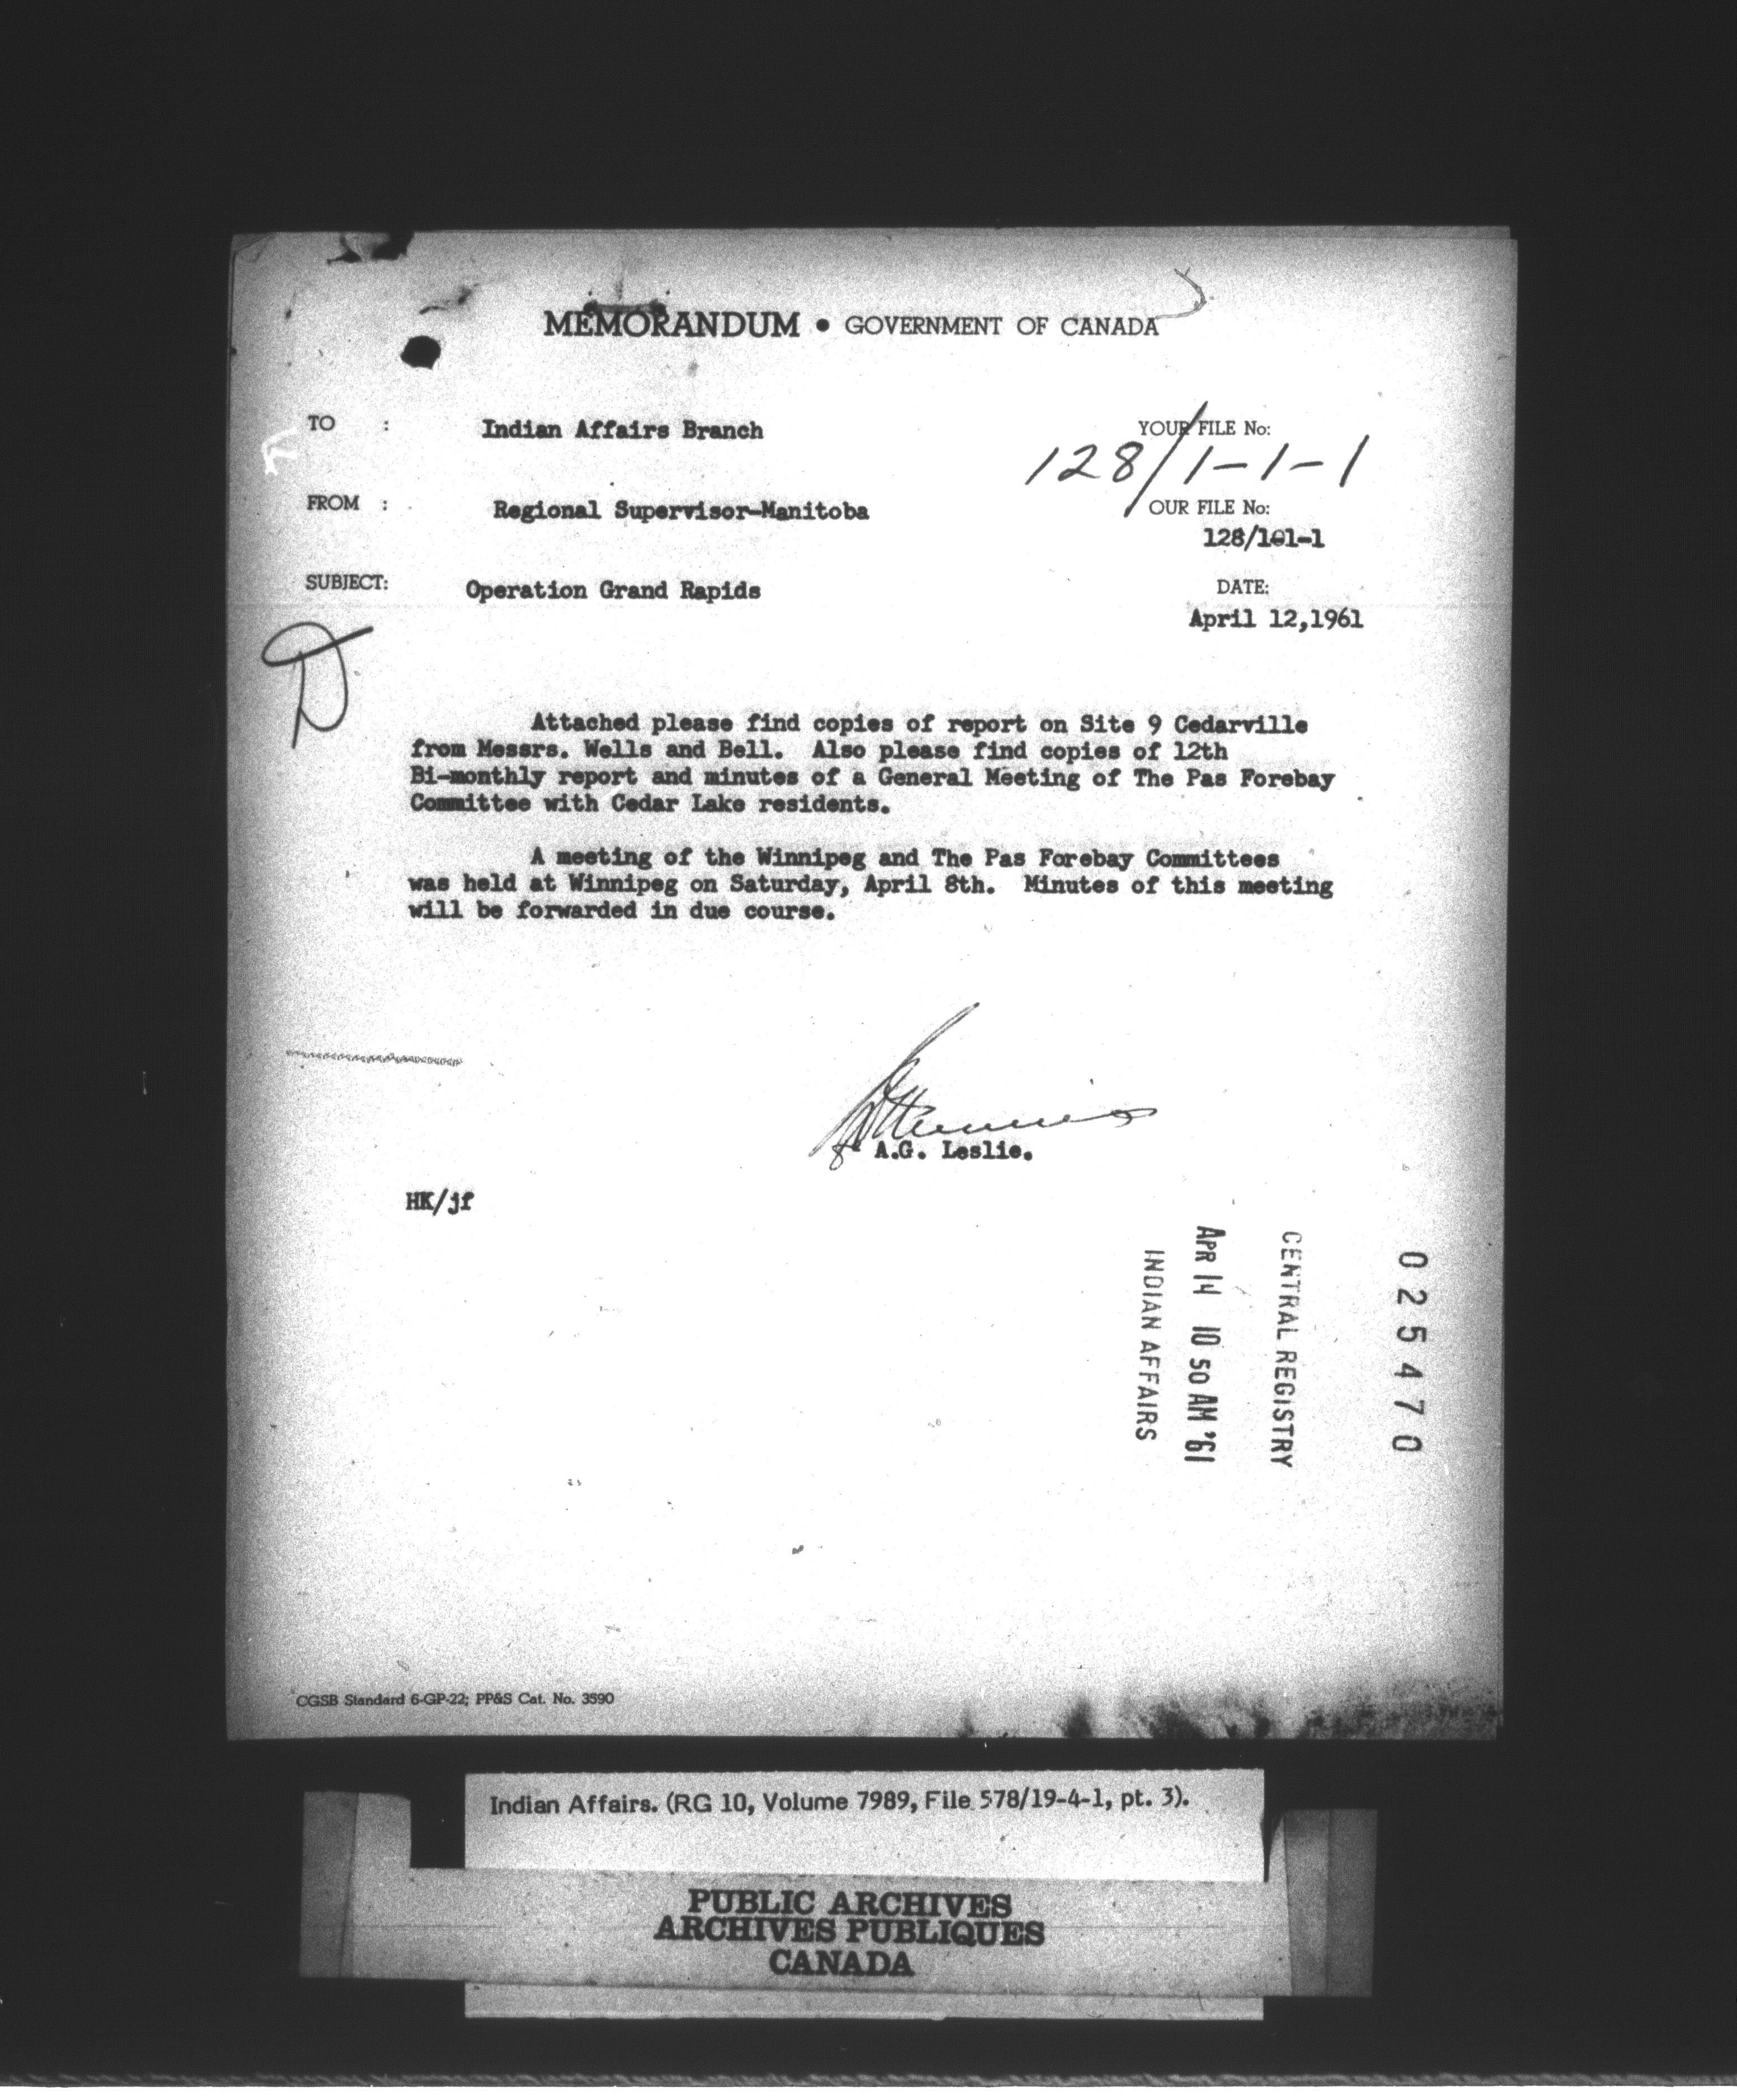 MEMORANDUM • GOVERNMENT OF CANADA
TO : Indian Affairs Branch
YOUR FILE No:
128/1-1-1
FROM : Regional Supervisor-Manitoba
OUR FILE No:
128/101-1
SUBJECT: Operation Grand Rapids
DATE:
April 12,1961
D
Attached please find copies of report on Site 9 Cedarville
from Messrs. Wells and Bell. Also please find copies of 12th
Bi-monthly report and minutes of a General Meeting of The Pas Forebay
Committee with Cedar Lake residents.
A meeting of the Winnipeg and The Pas Forebay Committees
was held at Winnipeg on Saturday, April 8th. Minutes of this meeting
will be forwarded in due course.
A.G. Leslie.
HK/jf
025470
CENTRAL REGISTRY
APR 14 10 50 AM '61
INDIAN AFFAIRS
CGSB Standard 6-GP-22; PP&S Cat. No. 3590
Indian Affairs. (RG 10, Volume 7989, File 578/19-4-1, pt. 3).
PUBLIC ARCHIVES
ARCHIVES PUBLIQUES
CANADA